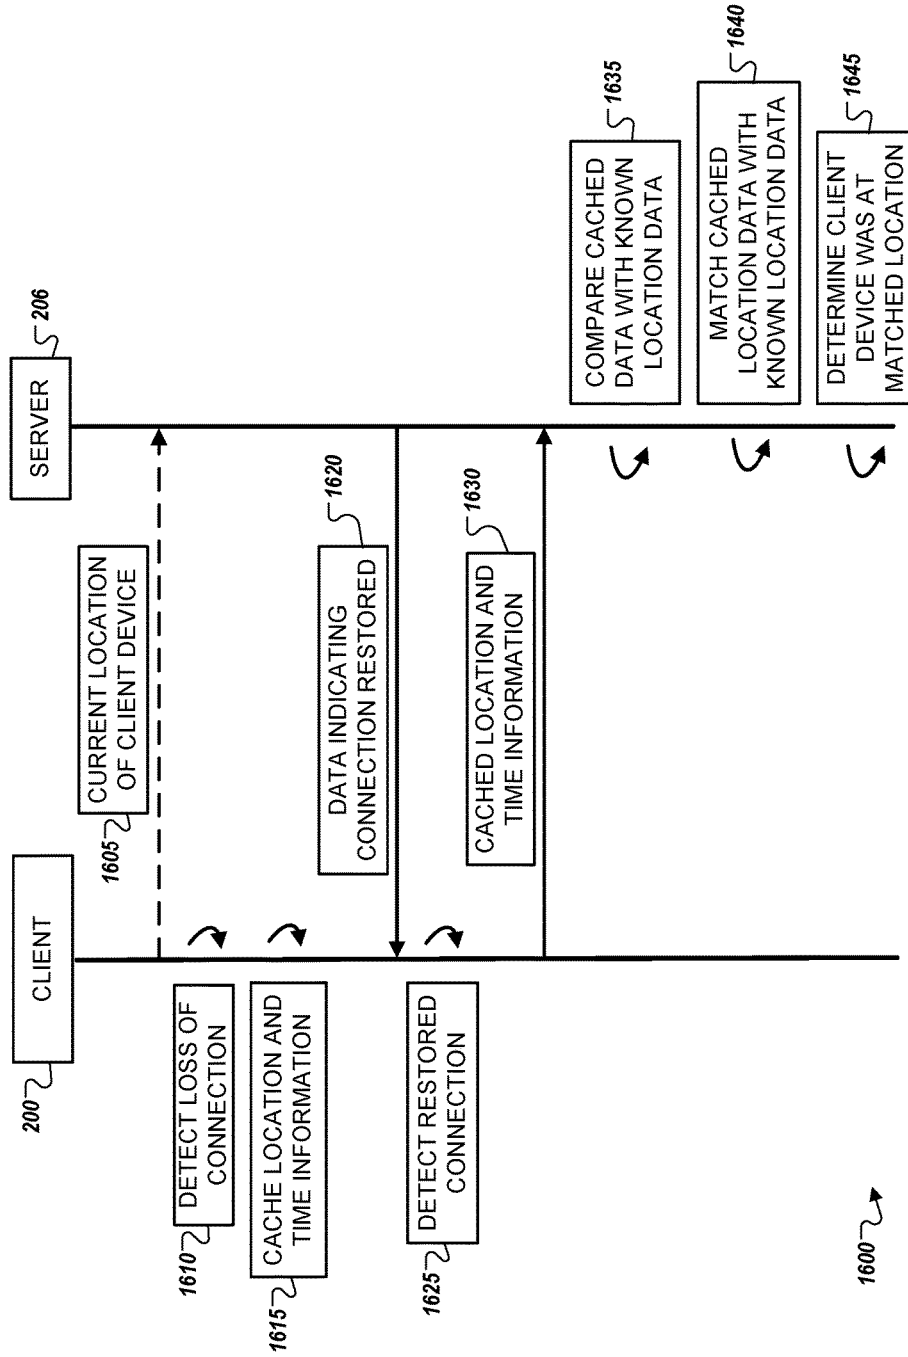 200
CLIENT
SERVER
206
1605
CURRENT LOCATION
OF CLIENT DEVICE
1610
DETECT LOSS OF
CONNECTION
1615
CACHE LOCATION AND
TIME INFORMATION
DATA INDICATING
CONNECTION RESTORED
1620
1625
DETECT RESTORED
CONNECTION
CACHED LOCATION AND
TIME INFORMATION
1630
COMPARE CACHED
DATA WITH KNOWN
LOCATION DATA
1635
MATCH CACHED
LOCATION DATA WITH
KNOWN LOCATION DATA
1640
DETERMINE CLIENT
DEVICE WAS AT
MATCHED LOCATION
1645
1600